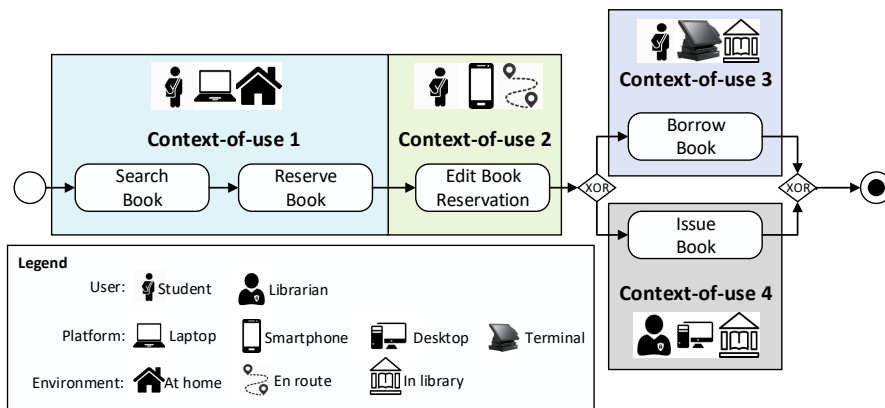 Context-of-use 1
Search
Book
Reserve
Book
Context-of-use 2
Edit Book
Reservation
XOR
Context-of-use 3
Borrow
Book
XOR
Issue
Book
Context-of-use 4
Legend
User: Student Librarian
Platform: Laptop Smartphone Desktop Terminal
Environment: At home En route In library